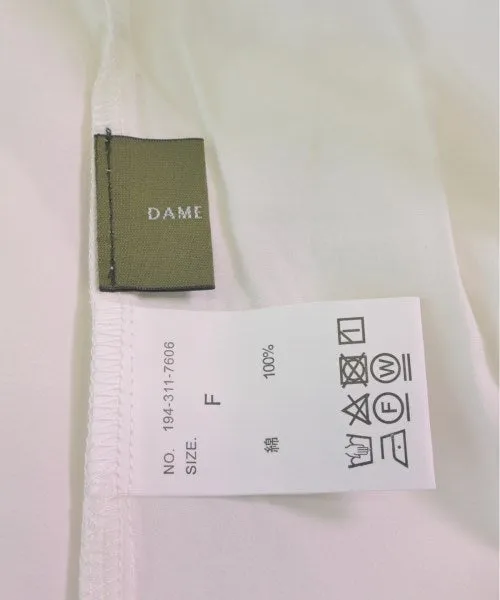 DAME
NO. 194-311-7606
SIZE. F
綿 100%
W
F